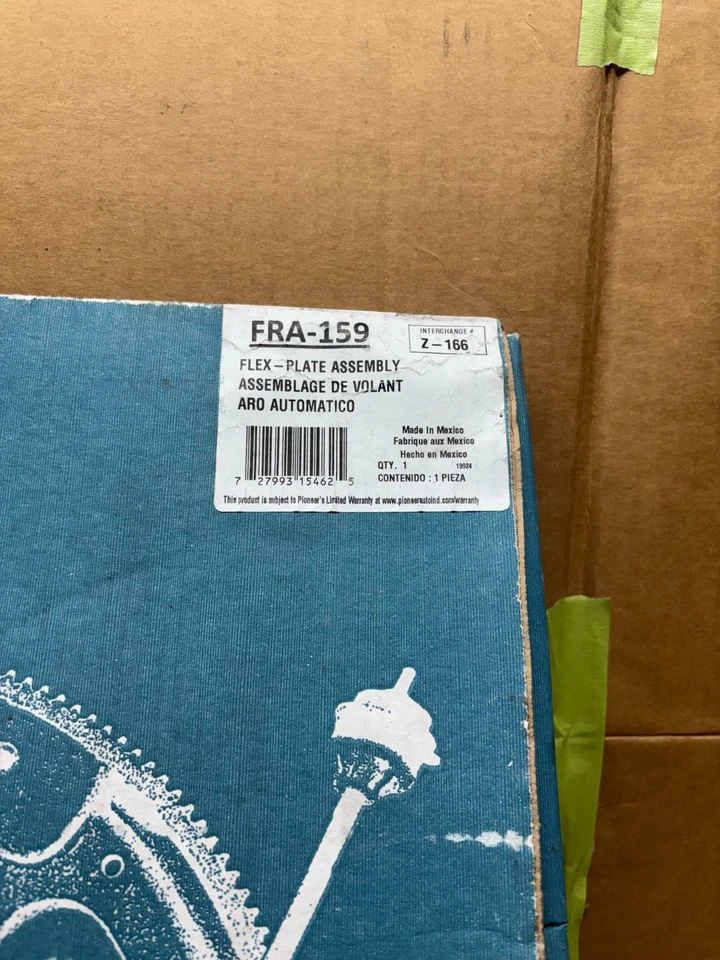 FRA-159
INTERCHANGE #
Z-166
FLEX-PLATE ASSEMBLY
ASSEMBLAGE DE VOLANT
ARO AUTOMATICO
Made In Mexico
Fabrique aux Mexico
Hecho en Mexico
QTY. 1 19924
CONTENIDO : 1 PIEZA
7 27993 15462 5
This product is subject to Pioneer's Limited Warranty at www.pioneerautoind.com/warranty